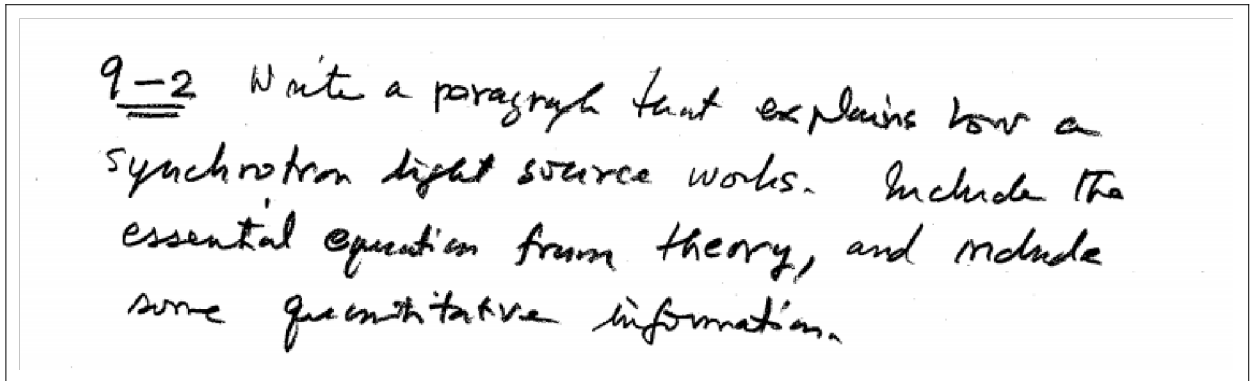 9-2 Write a paragraph that explains how a
synchrotron light source works. Include the
essential equation from theory, and include
some quantitative information.